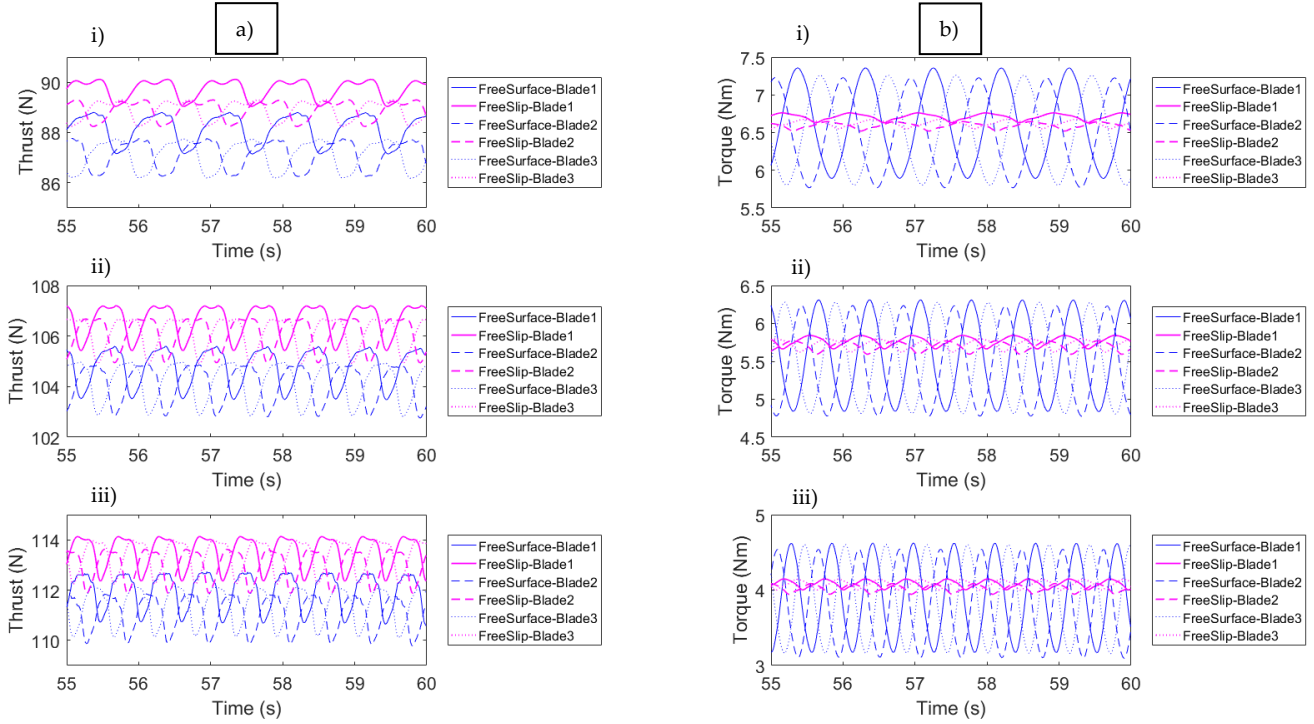 a)
i)
Thrust (N)
90
88
86
55 56 57 58 59 60
Time (s)
FreeSurface-Blade1
FreeSlip-Blade1
FreeSurface-Blade2
FreeSlip-Blade2
FreeSurface-Blade3
FreeSlip-Blade3
ii)
Thrust (N)
108
106
104
102
55 56 57 58 59 60
Time (s)
FreeSurface-Blade1
FreeSlip-Blade1
FreeSurface-Blade2
FreeSlip-Blade2
FreeSurface-Blade3
FreeSlip-Blade3
iii)
Thrust (N)
114
112
110
55 56 57 58 59 60
Time (s)
FreeSurface-Blade1
FreeSlip-Blade1
FreeSurface-Blade2
FreeSlip-Blade2
FreeSurface-Blade3
FreeSlip-Blade3
b)
i)
Torque (Nm)
7.5
7
6.5
6
5.5
55 56 57 58 59 60
Time (s)
FreeSurface-Blade1
FreeSlip-Blade1
FreeSurface-Blade2
FreeSlip-Blade2
FreeSurface-Blade3
FreeSlip-Blade3
ii)
Torque (Nm)
6.5
6
5.5
5
4.5
55 56 57 58 59 60
Time (s)
FreeSurface-Blade1
FreeSlip-Blade1
FreeSurface-Blade2
FreeSlip-Blade2
FreeSurface-Blade3
FreeSlip-Blade3
iii)
Torque (Nm)
5
4
3
55 56 57 58 59 60
Time (s)
FreeSurface-Blade1
FreeSlip-Blade1
FreeSurface-Blade2
FreeSlip-Blade2
FreeSurface-Blade3
FreeSlip-Blade3